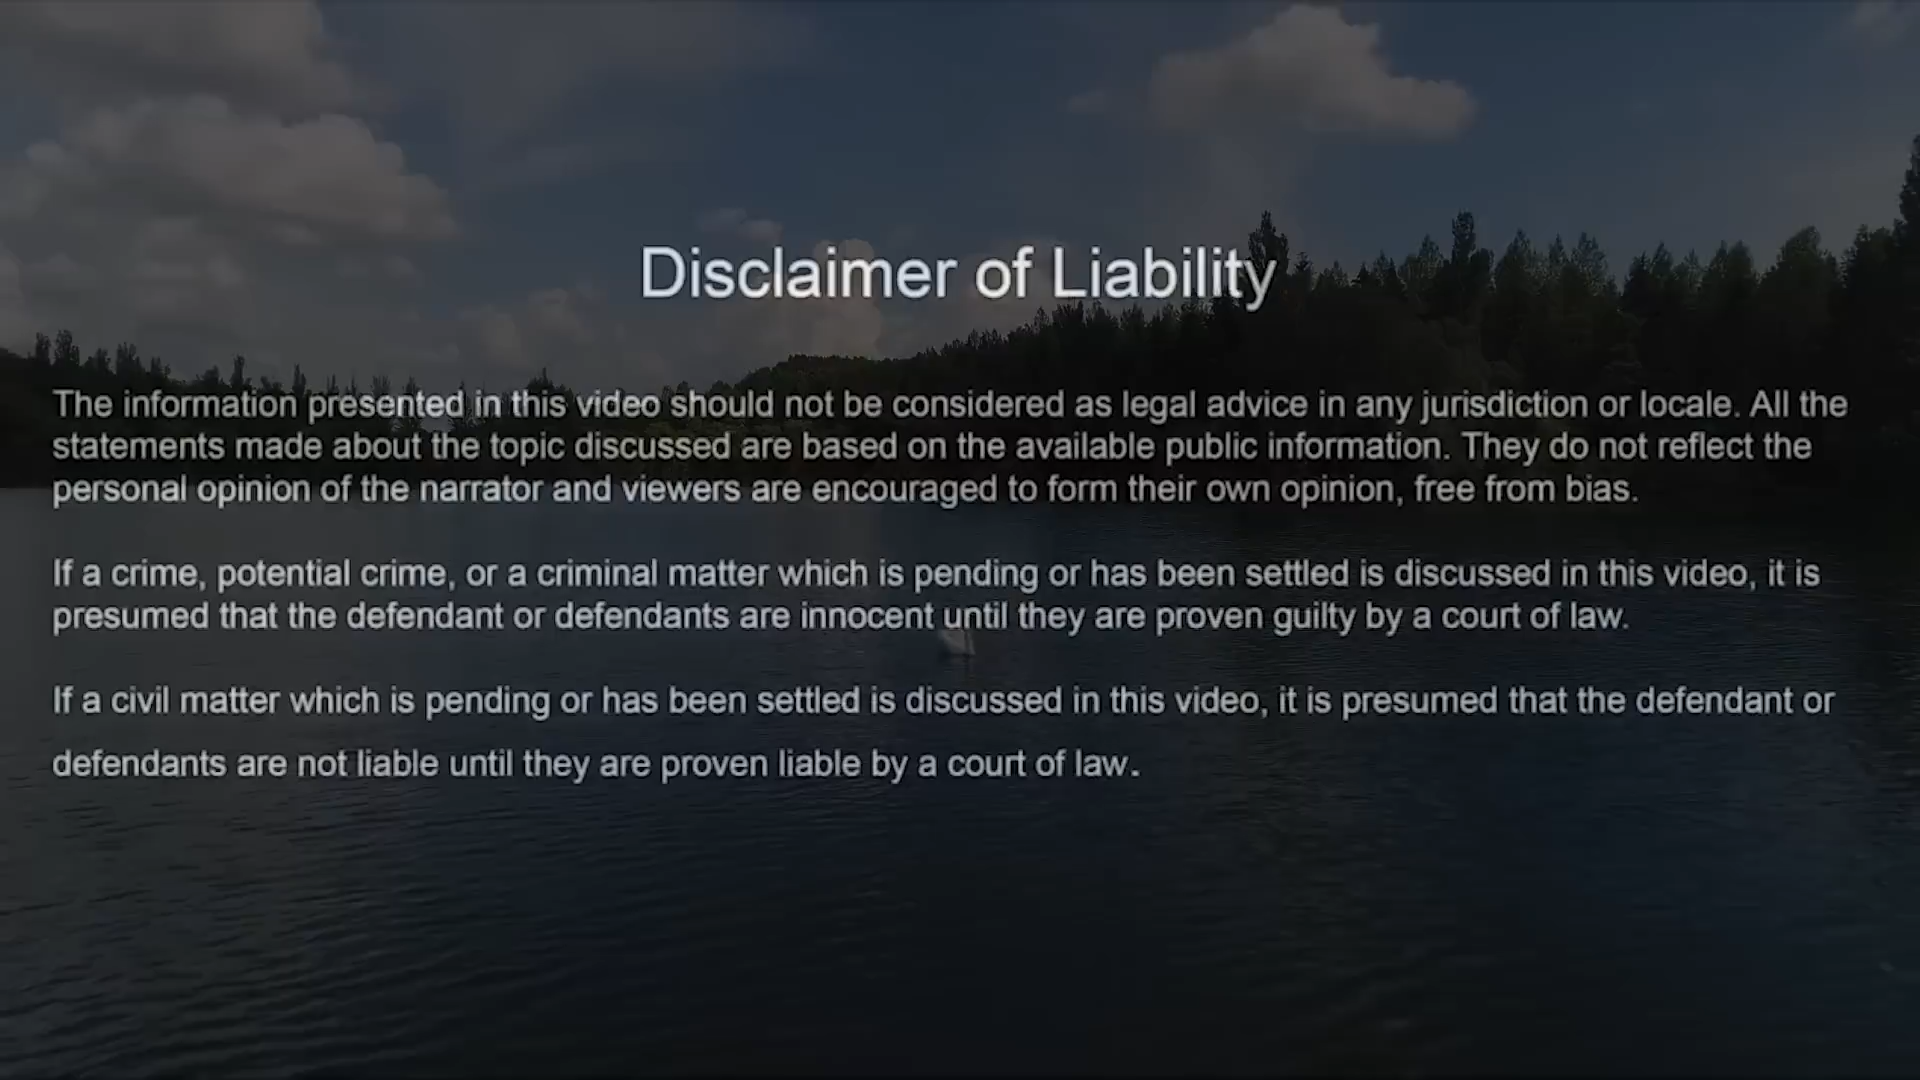 Disclaimer of Liability
The information presented in this video should not be considered as legal advice in any jurisdiction or locale. All the
statements made about the topic discussed are based on the available public information. They do not reflect the
personal opinion of the narrator and viewers are encouraged to form their own opinion, free from bias.
If a crime, potential crime, or a criminal matter which is pending or has been settled is discussed in this video, it is
presumed that the defendant or defendants are innocent until they are proven guilty by a court of law.
If a civil matter which is pending or has been settled is discussed in this video, it is presumed that the defendant or
defendants are not liable until they are proven liable by a court of law.